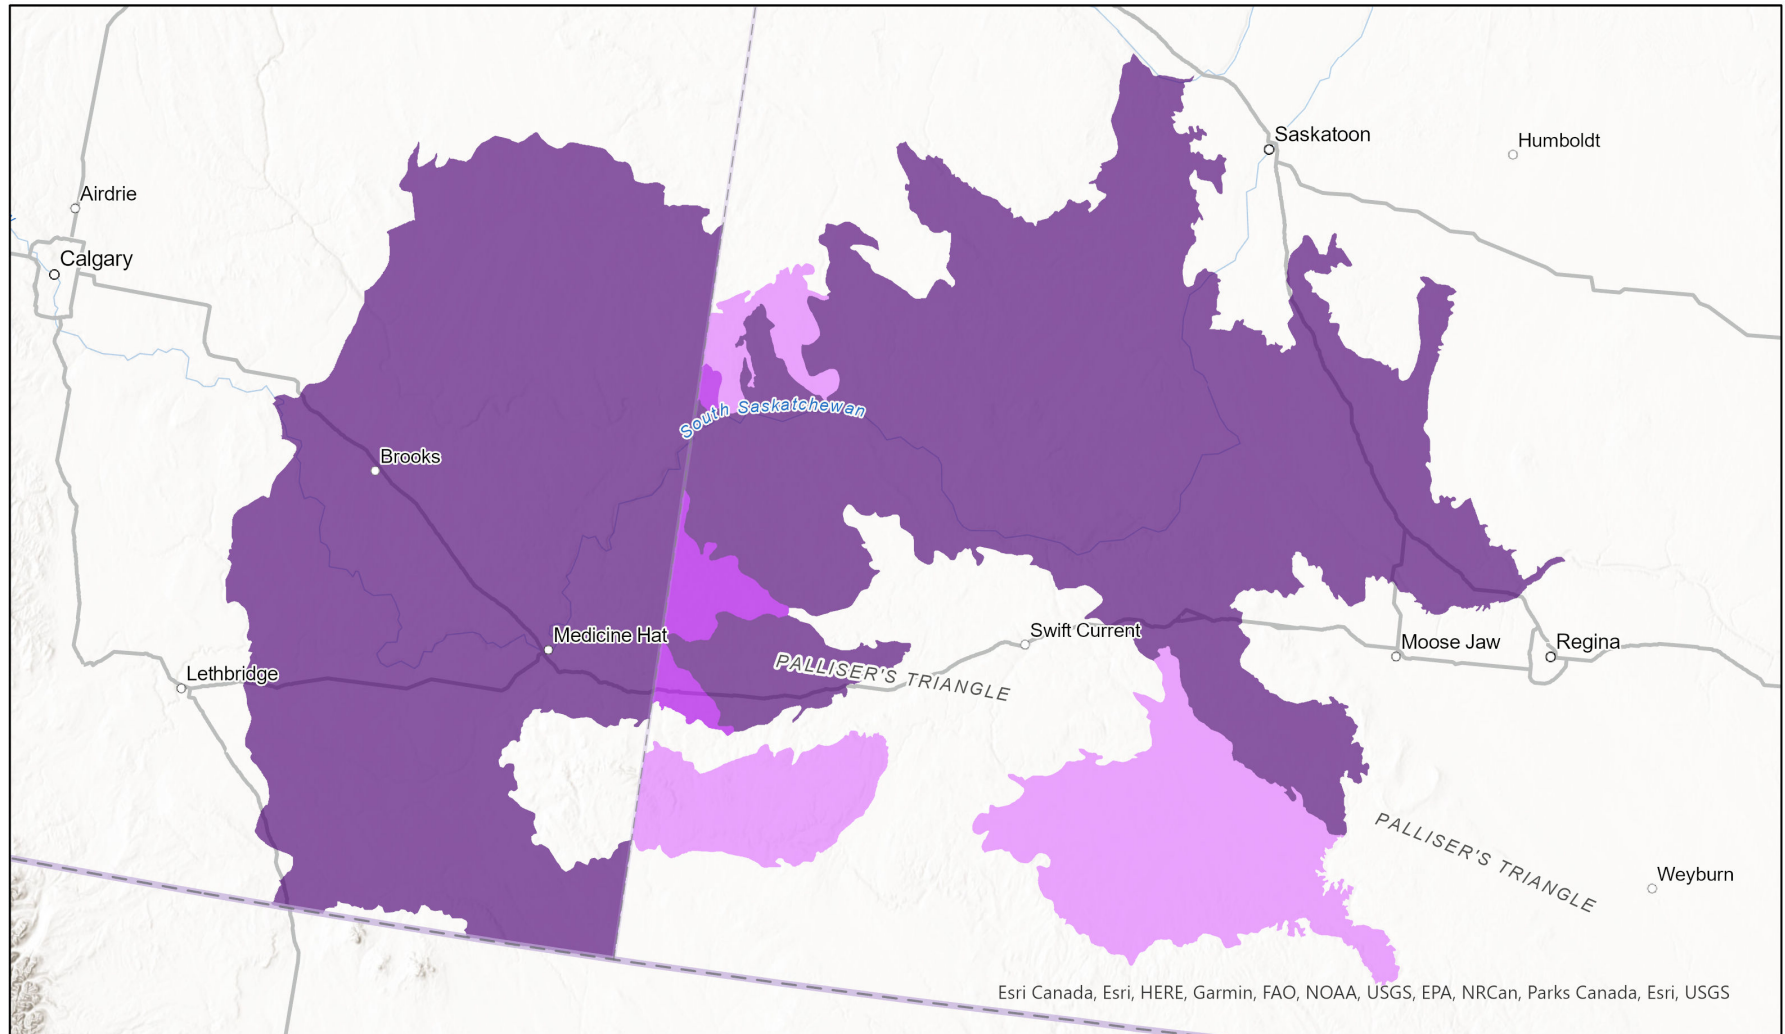 Saskatoon
Humboldt
Airdrie
Calgary
South Saskatchewan
Brooks
Medicine Hat
Swift Current
Moose Jaw
Regina
Lethbridge
PALLISER'S TRIANGLE
PALLISER'S TRIANGLE
Weyburn
Esri Canada, Esri, HERE, Garmin, FAO, NOAA, USGS, EPA, NRCan, Parks Canada, Esri, USGS